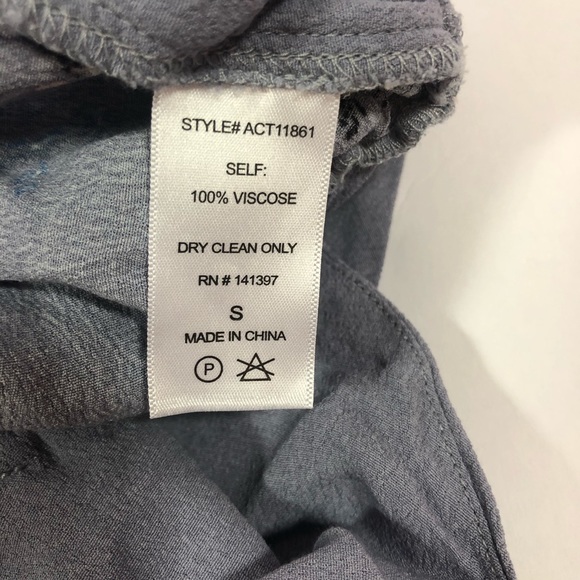 STYLE# ACT11861
SELF:
100% VISCOSE
DRY CLEAN ONLY
RN # 141397
S
MADE IN CHINA
P